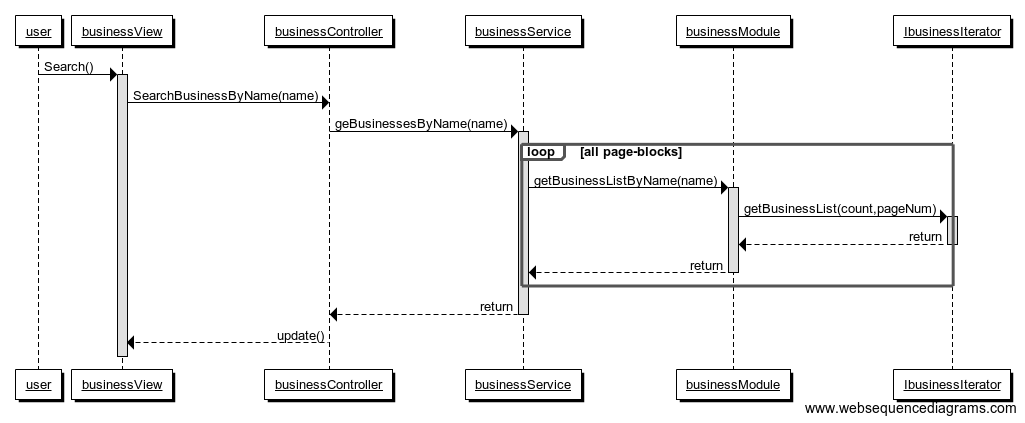 user businessView businessController businessService businessModule IbusinessIterator
Search()
SearchBusinessByName(name)
geBusinessesByName(name)
loop [all page-blocks]
getBusinessListByName(name)
getBusinessList(count,pageNum)
return
return
return
update()
user businessView businessController businessService businessModule IbusinessIterator
www.websequencediagrams.com